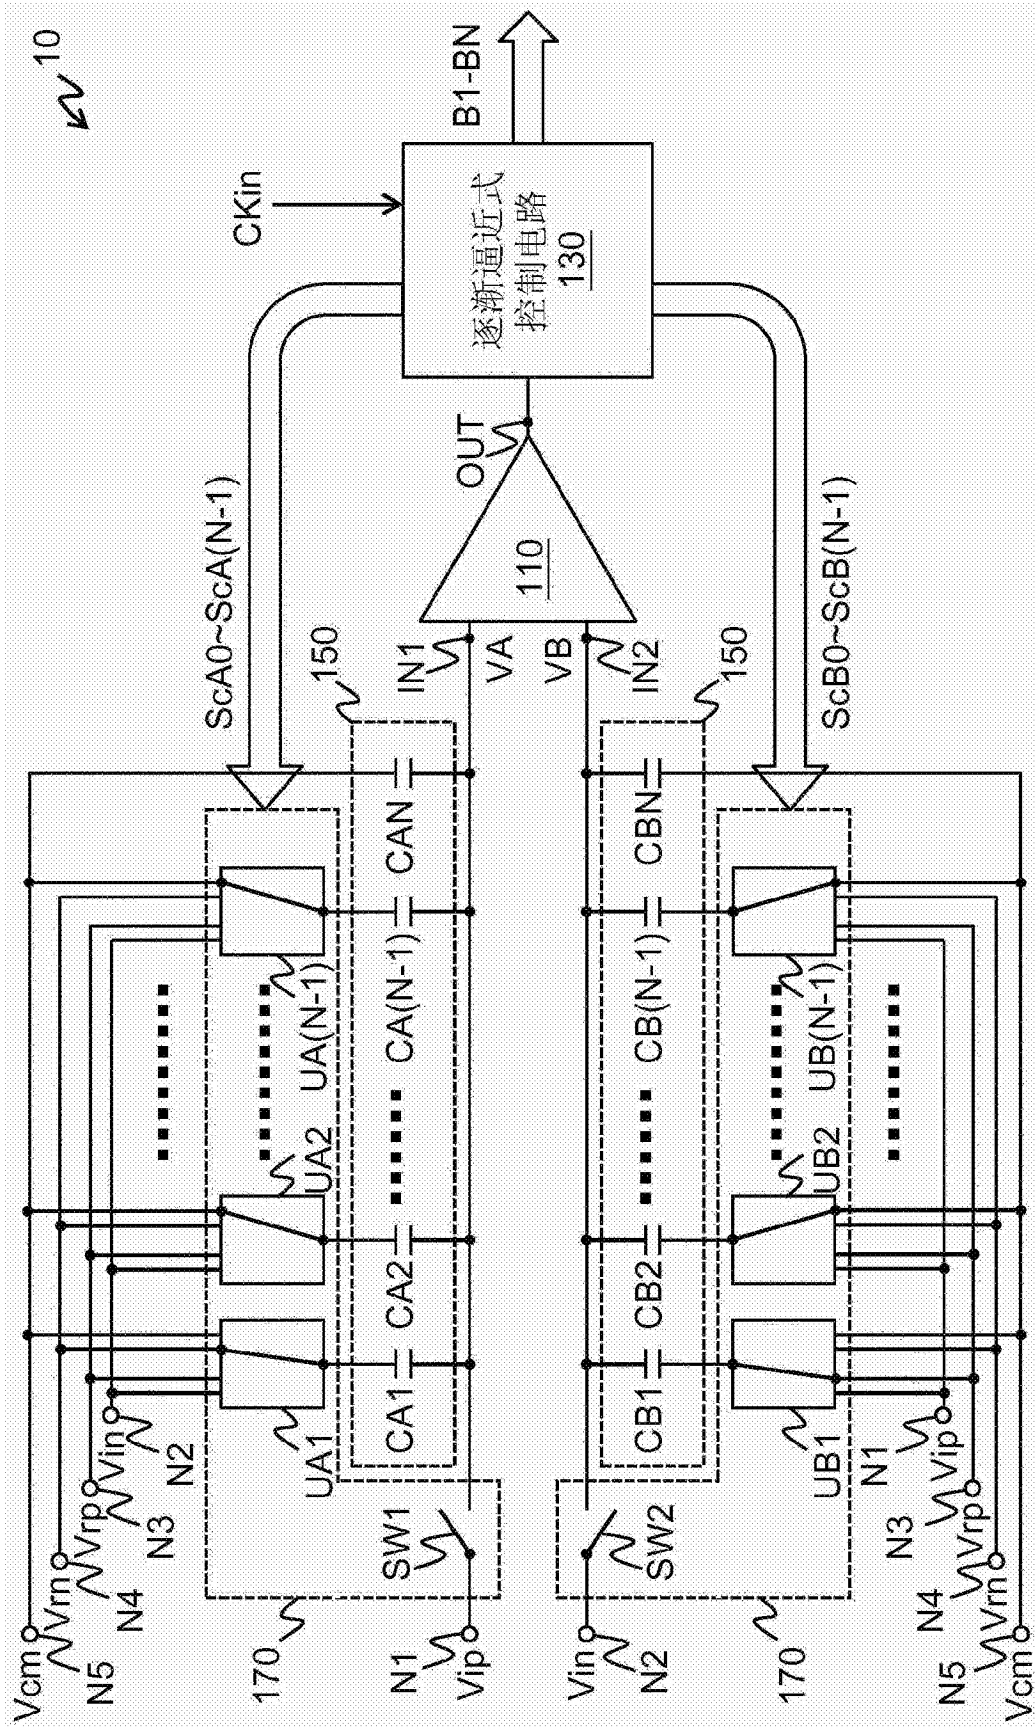 10
Vcm
N5
Vrn
N4
Vrp
N3
Vin
N2
170
UA1
UA2
UA(N-1)
ScA0~ScA(N-1)
CKin
150
CA1
CA2
CA(N-1)
CAN
SW1
N1
Vip
IN1
VA
OUT
110
逐渐逼近式
控制电路
130
B1-BN
VB
IN2
Vin
N2
SW2
CB1
CB2
CB(N-1)
CBN
150
UB1
UB2
UB(N-1)
ScB0~ScB(N-1)
170
N1
Vip
N3
Vrp
N4
Vrn
N5
Vcm